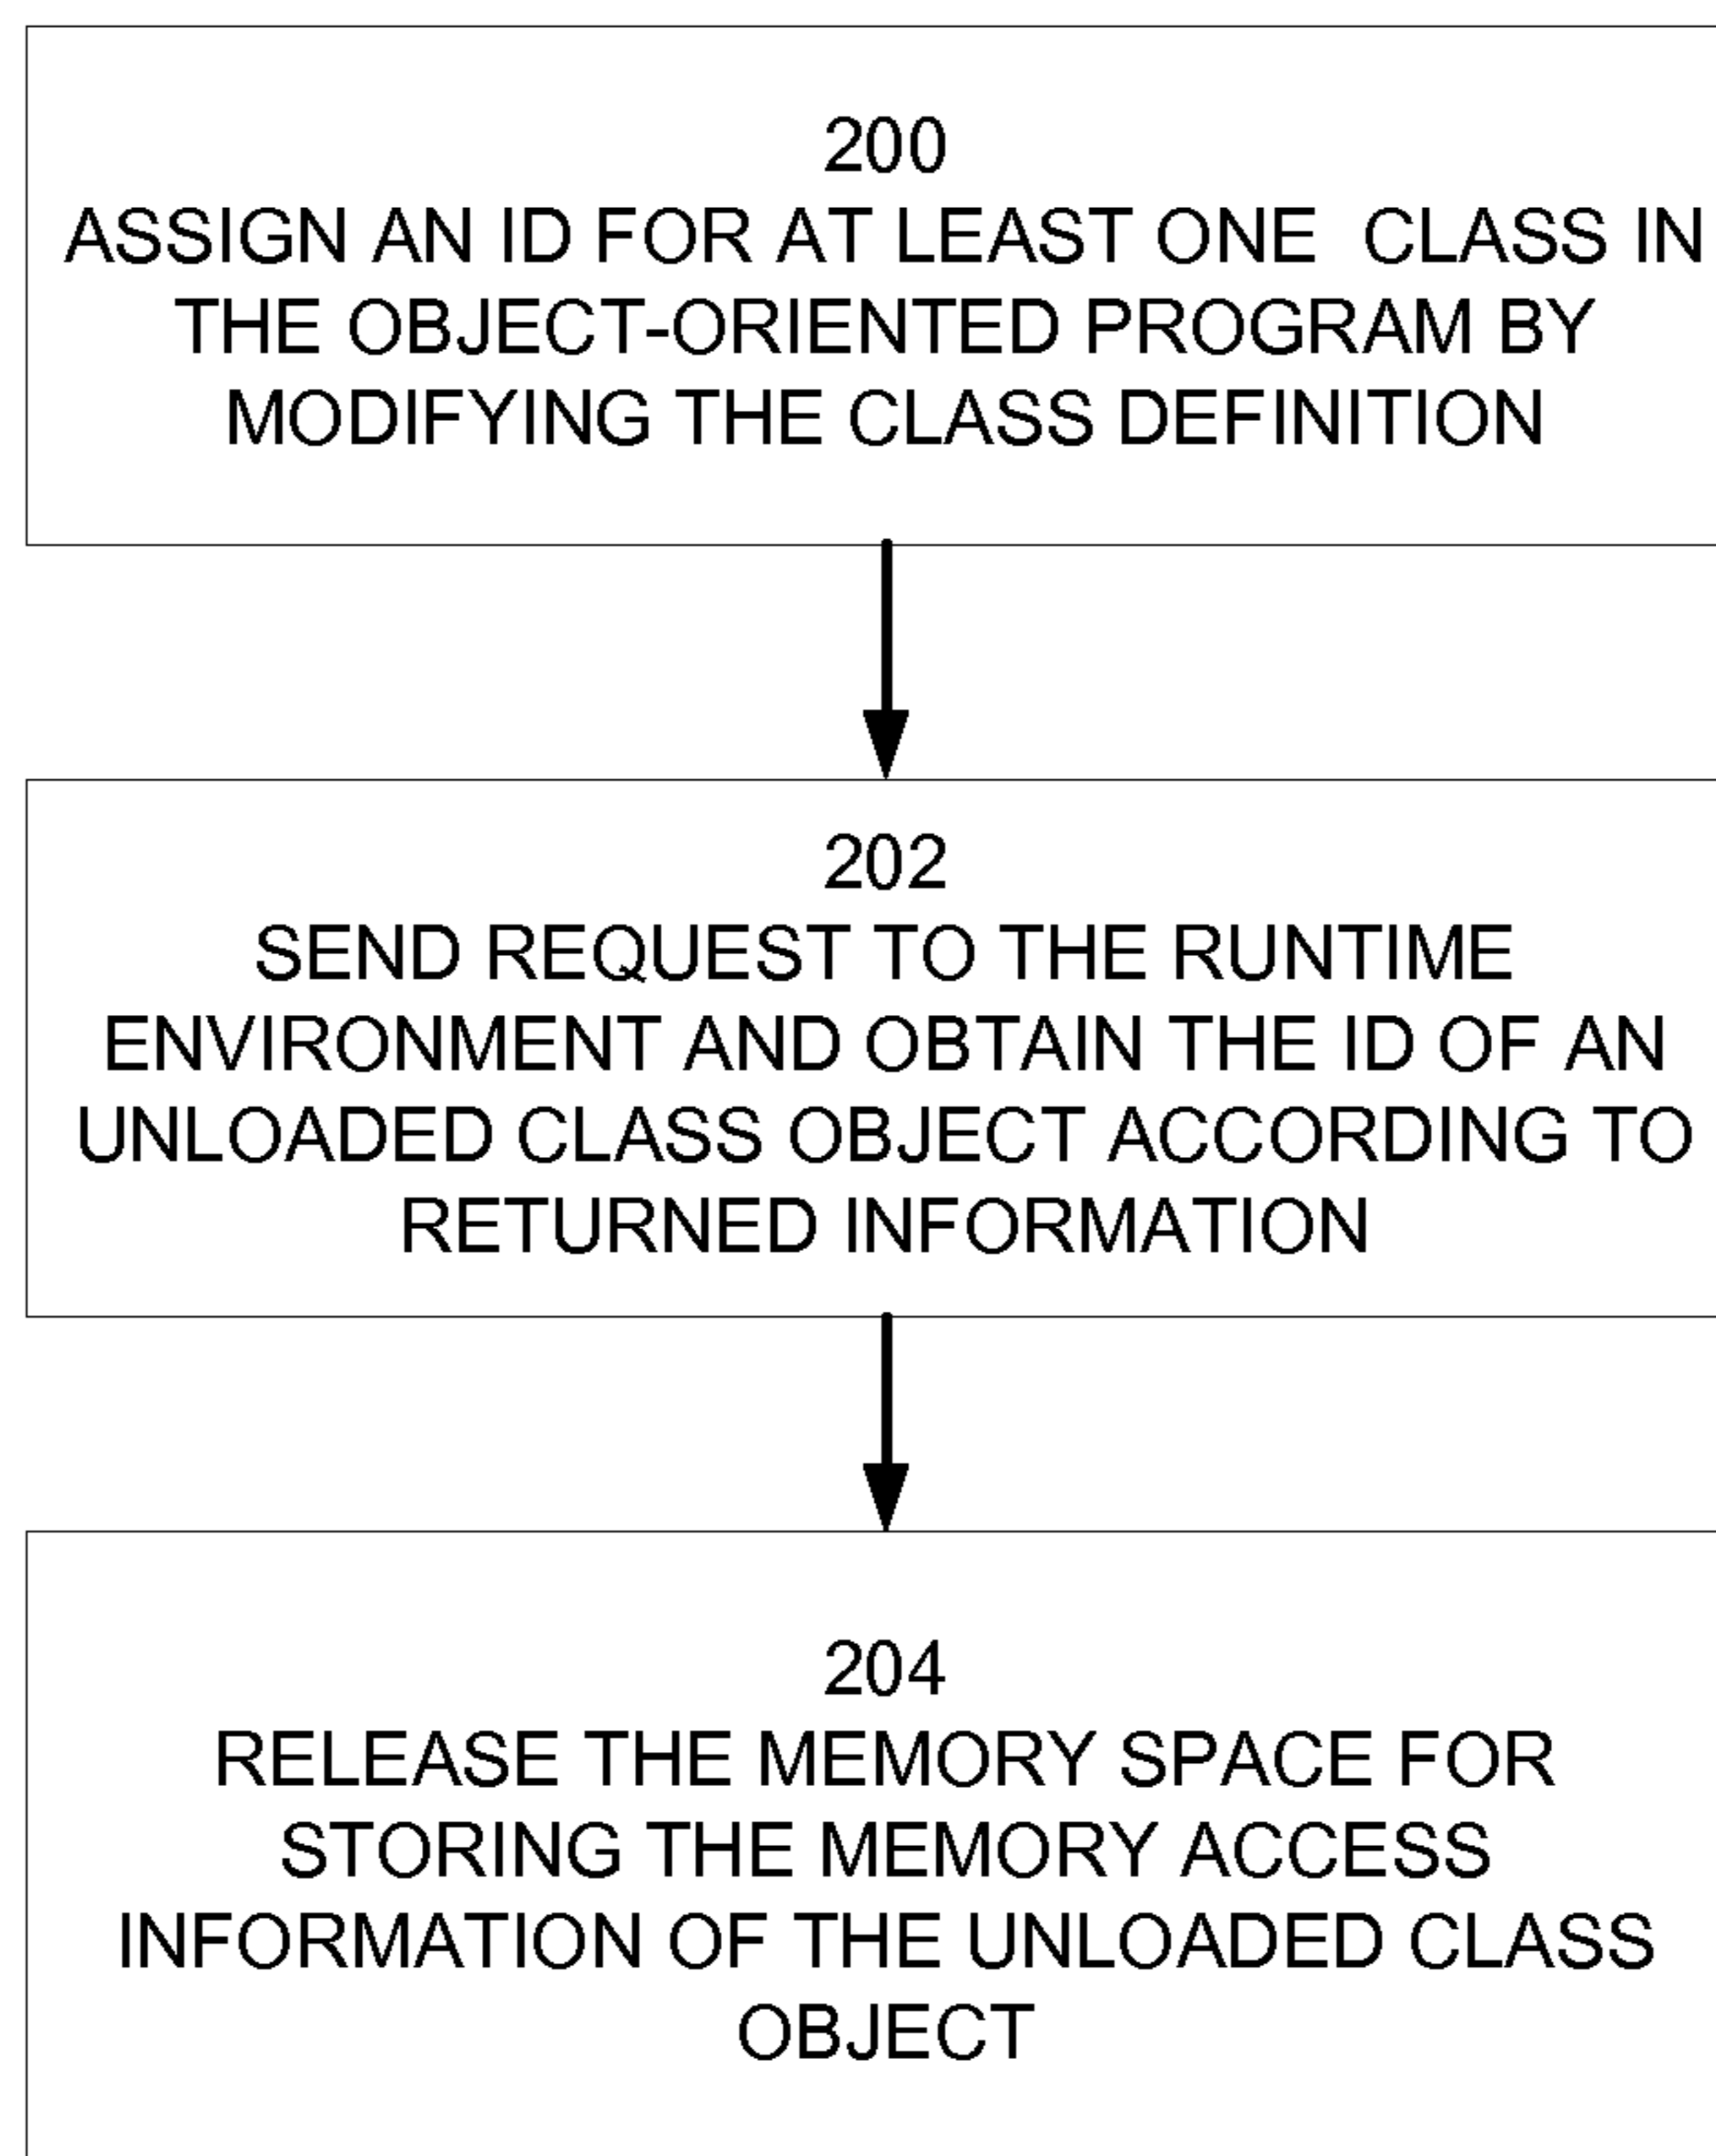 200
ASSIGN AN ID FOR AT LEAST ONE CLASS IN
THE OBJECT-ORIENTED PROGRAM BY
MODIFYING THE CLASS DEFINITION
202
SEND REQUEST TO THE RUNTIME
ENVIRONMENT AND OBTAIN THE ID OF AN
UNLOADED CLASS OBJECT ACCORDING TO
RETURNED INFORMATION
204
RELEASE THE MEMORY SPACE FOR
STORING THE MEMORY ACCESS
INFORMATION OF THE UNLOADED CLASS
OBJECT